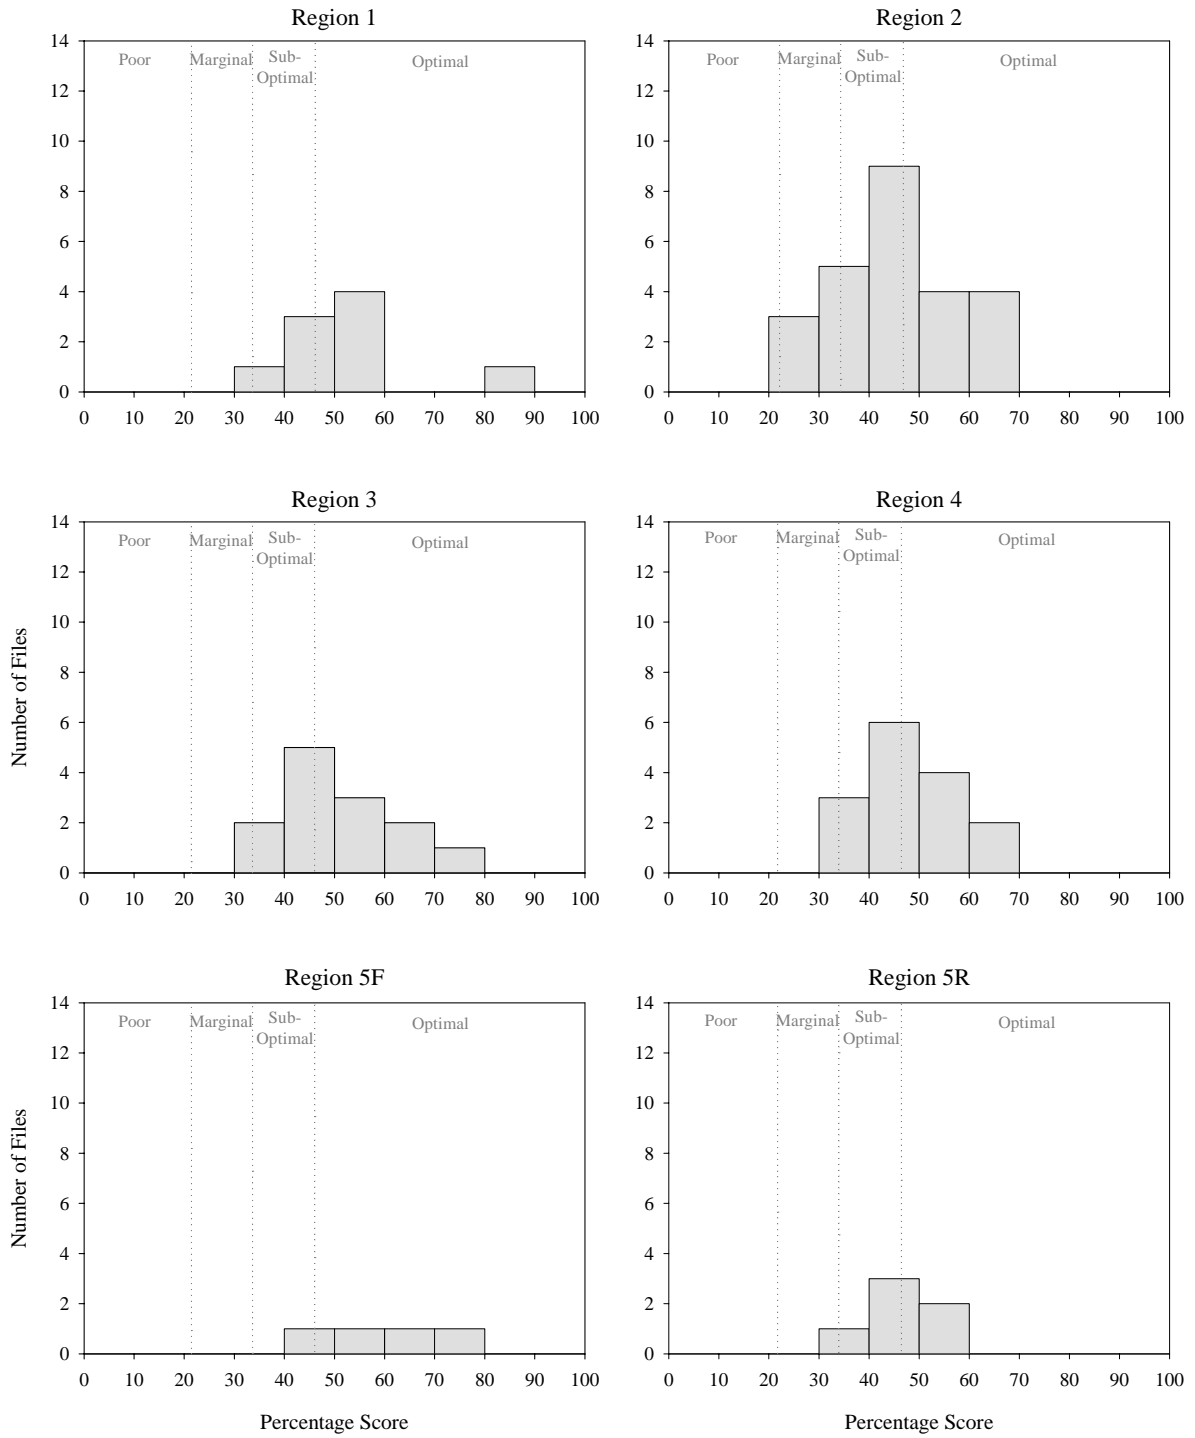 Region 1
14
12
10
8
6
4
2
0
Poor
Marginal
Sub-
Optimal
Optimal
0 10 20 30 40 50 60 70 80 90 100
Region 2
14
12
10
8
6
4
2
0
Poor
Marginal
Sub-
Optimal
Optimal
0 10 20 30 40 50 60 70 80 90 100
Region 3
Number of Files
14
12
10
8
6
4
2
0
Poor
Marginal
Sub-
Optimal
Optimal
0 10 20 30 40 50 60 70 80 90 100
Region 4
14
12
10
8
6
4
2
0
Poor
Marginal
Sub-
Optimal
Optimal
0 10 20 30 40 50 60 70 80 90 100
Region 5F
Number of Files
14
12
10
8
6
4
2
0
Poor
Marginal
Sub-
Optimal
Optimal
0 10 20 30 40 50 60 70 80 90 100
Percentage Score
Region 5R
14
12
10
8
6
4
2
0
Poor
Marginal
Sub-
Optimal
Optimal
0 10 20 30 40 50 60 70 80 90 100
Percentage Score